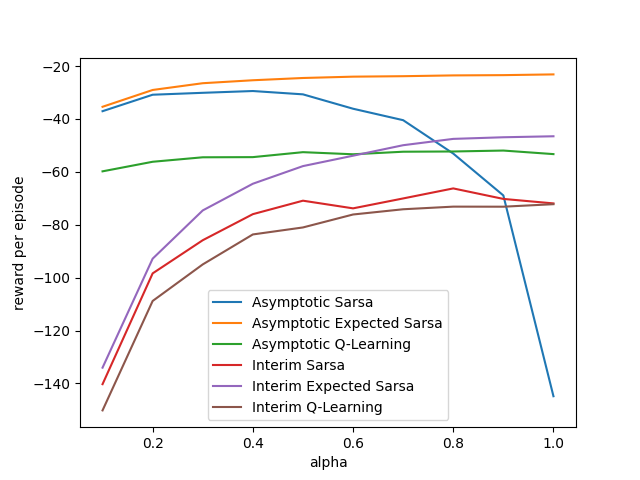 −20
−40
−60
−80
−100
−120
−140
reward per episode
Asymptotic Sarsa
Asymptotic Expected Sarsa
Asymptotic Q-Learning
Interim Sarsa
Interim Expected Sarsa
Interim Q-Learning
0.2 0.4 0.6 0.8 1.0
alpha